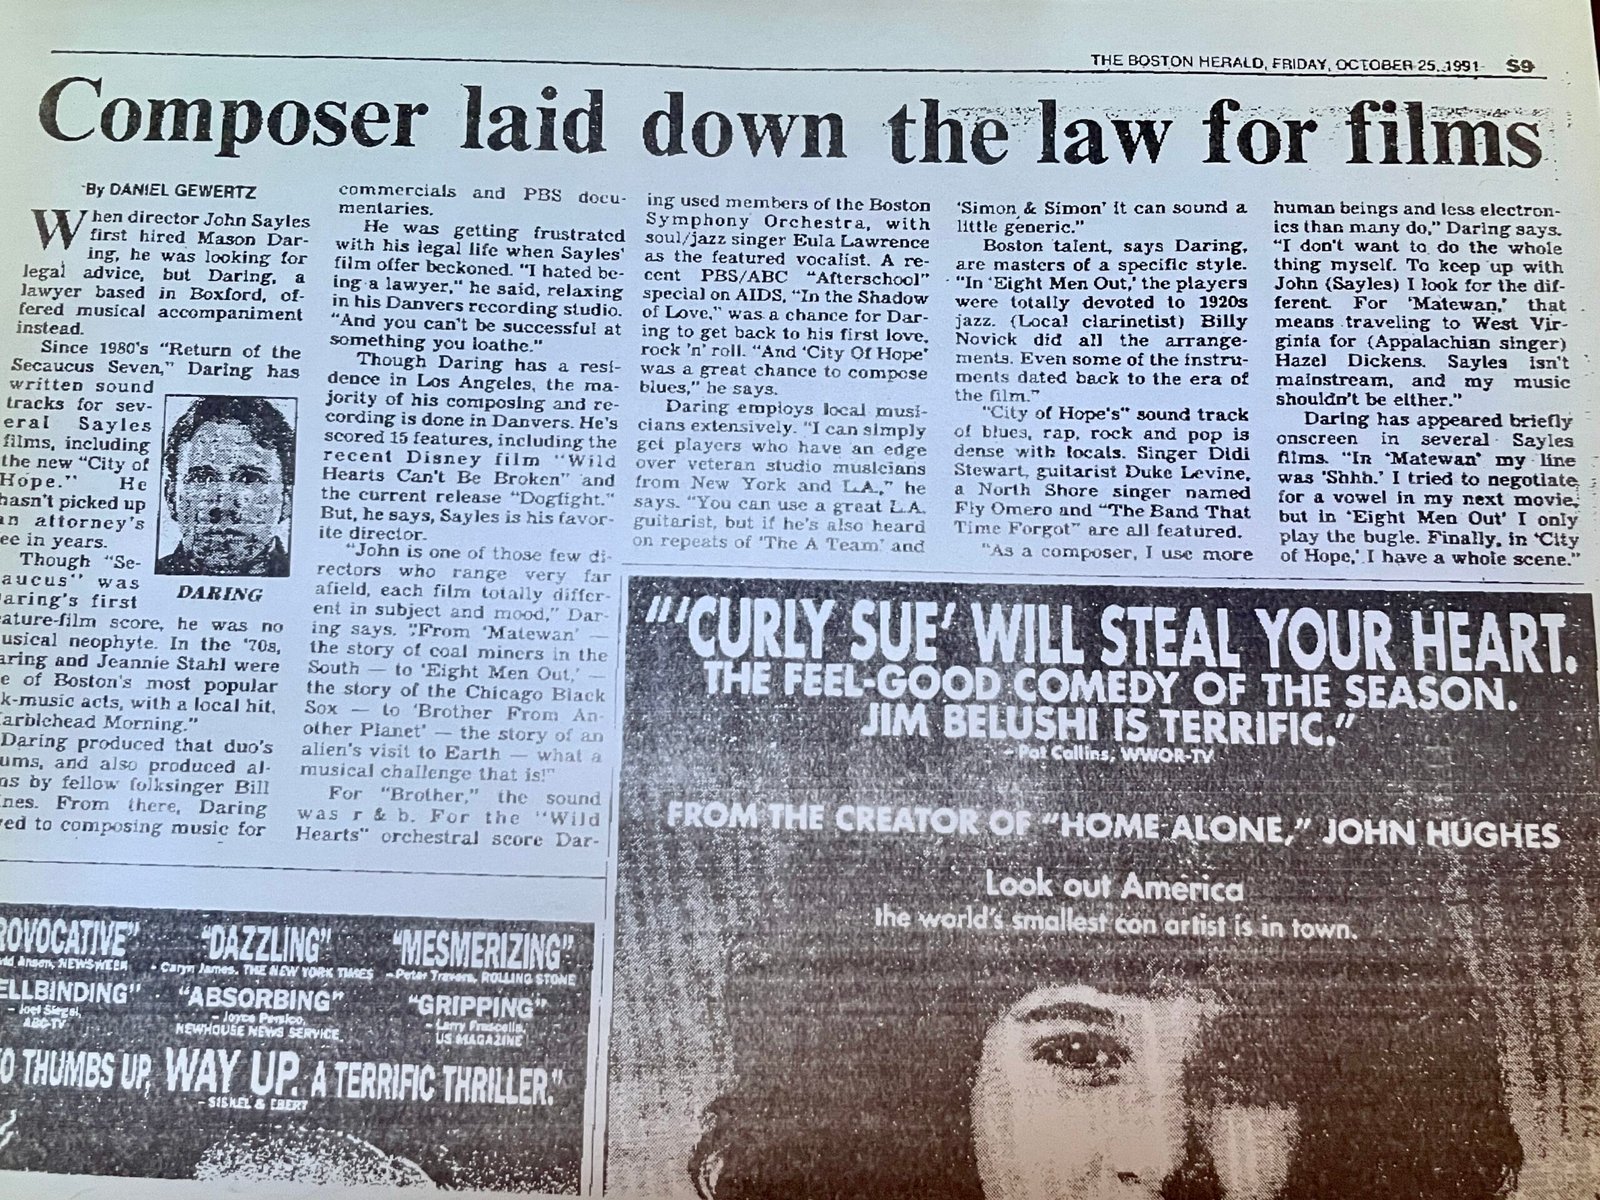 THE BOSTON HERALD, FRIDAY, OCTOBER 25, 1991 S9
Composer laid down the law for films
By DANIEL GEWERTZ
When director John Sayles
first hired Mason Dar-
ing, he was looking for
legal advice, but Daring, a
lawyer based in Boxford, of-
fered musical accompaniment
instead.
Since 1980's "Return of the
Secaucus Seven," Daring has
written sound
tracks for sev-
eral Sayles
films, including
the new "City of
Hope." He
hasn't picked up
an attorney's
ee in years.
Though "Se-
aucus" was
aring's first
ature-film score, he was no
usical neophyte. In the '70s,
aring and Jeannie Stahl were
e of Boston's most popular
k-music acts, with a local hit,
arblehead Morning."
Daring produced that duo's
ums, and also produced al-
ns by fellow folksinger Bill
nes. From there, Daring
ed to composing music for
DARING
commercials and PBS docu-
mentaries.
He was getting frustrated
with his legal life when Sayles'
film offer beckoned. "I hated be-
ing a lawyer," he said, relaxing
in his Danvers recording studio.
"And you can't be successful at
something you loathe."
Though Daring has a resi-
dence in Los Angeles, the ma-
jority of his composing and re-
cording is done in Danvers. He's
scored 15 features, including the
recent Disney film "Wild
Hearts Can't Be Broken" and
the current release "Dogfight."
But, he says, Sayles is his favor-
ite director.
"John is one of those few di-
rectors who range very far
afield, each film totally differ-
ent in subject and mood," Dar-
ing says. "From 'Matewan' —
the story of coal miners in the
South — to 'Eight Men Out,' —
the story of the Chicago Black
Sox — to 'Brother From An-
other Planet' — the story of an
alien's visit to Earth — what a
musical challenge that is!"
For "Brother," the sound
was r & b. For the "Wild
Hearts" orchestral score Dar-
ing used members of the Boston
Symphony Orchestra, with
soul/jazz singer Eula Lawrence
as the featured vocalist. A re-
cent PBS/ABC "Afterschool"
special on AIDS, "In the Shadow
of Love," was a chance for Dar-
ing to get back to his first love,
rock 'n' roll. "And 'City Of Hope'
was a great chance to compose
blues," he says.
Daring employs local musi-
cians extensively. "I can simply
get players who have an edge
over veteran studio musicians
from New York and L.A.," he
says. "You can use a great L.A.
guitarist, but if he's also heard
on repeats of 'The A Team' and
'Simon & Simon' it can sound a
little generic."
Boston talent, says Daring,
are masters of a specific style.
"In 'Eight Men Out,' the players
were totally devoted to 1920s
jazz. (Local clarinetist) Billy
Novick did all the arrange-
ments. Even some of the instru-
ments dated back to the era of
the film."
"City of Hope's" sound track
of blues, rap, rock and pop is
dense with locals. Singer Didi
Stewart, guitarist Duke Levine,
a North Shore singer named
Fly Omero and "The Band That
Time Forgot" are all featured.
"As a composer, I use more
human beings and less electron-
ics than many do," Daring says.
"I don't want to do the whole
thing myself. To keep up with
John (Sayles) I look for the dif-
ferent. For 'Matewan,' that
means traveling to West Vir-
ginia for (Appalachian singer)
Hazel Dickens. Sayles isn't
mainstream, and my music
shouldn't be either."
Daring has appeared briefly
onscreen in several Sayles
films. "In 'Matewan' my line
was 'Shhh.' I tried to negotiate
for a vowel in my next movie,
but in 'Eight Men Out' I only
play the bugle. Finally, in 'City
of Hope,' I have a whole scene."
"'CURLY SUE' WILL STEAL YOUR HEART.
THE FEEL-GOOD COMEDY OF THE SEASON.
JIM BELUSHI IS TERRIFIC."
- Pat Collins, WWOR-TV
FROM THE CREATOR OF "HOME ALONE," JOHN HUGHES
Look out America
the world's smallest con artist is in town.
ROVOCATIVE" "DAZZLING" "MESMERIZING"
vid Ansen, NEWSWEEK - Caryn James, THE NEW YORK TIMES - Peter Travers, ROLLING STONE
ELLBINDING" "ABSORBING" "GRIPPING"
- Joel Siegel, - Joyce Persico, - Larry Frascella,
ABC-TV NEWHOUSE NEWS SERVICE US MAGAZINE
O THUMBS UP, WAY UP. A TERRIFIC THRILLER."
- SISKEL & EBERT